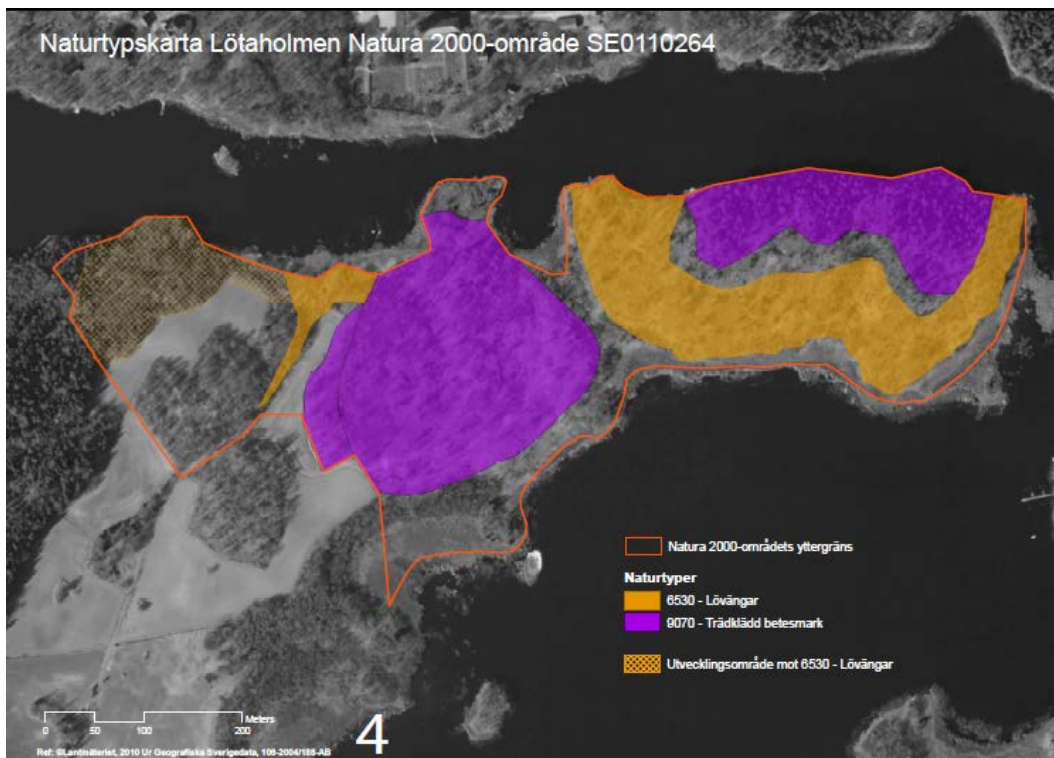 Naturtypskarta Lötaholmen Natura 2000-område SE0110264
Natura 2000-områdets yttergräns
Naturtyper
6530 - Lövängar
9070 - Trädklädd betesmark
Utvecklingsområde mot 6530 - Lövängar
Meters
0 50 100 200
4
Ref: ©Lantmäteriet, 2010 Ur Geografiska Sverigedata, 106-2004/188-AB